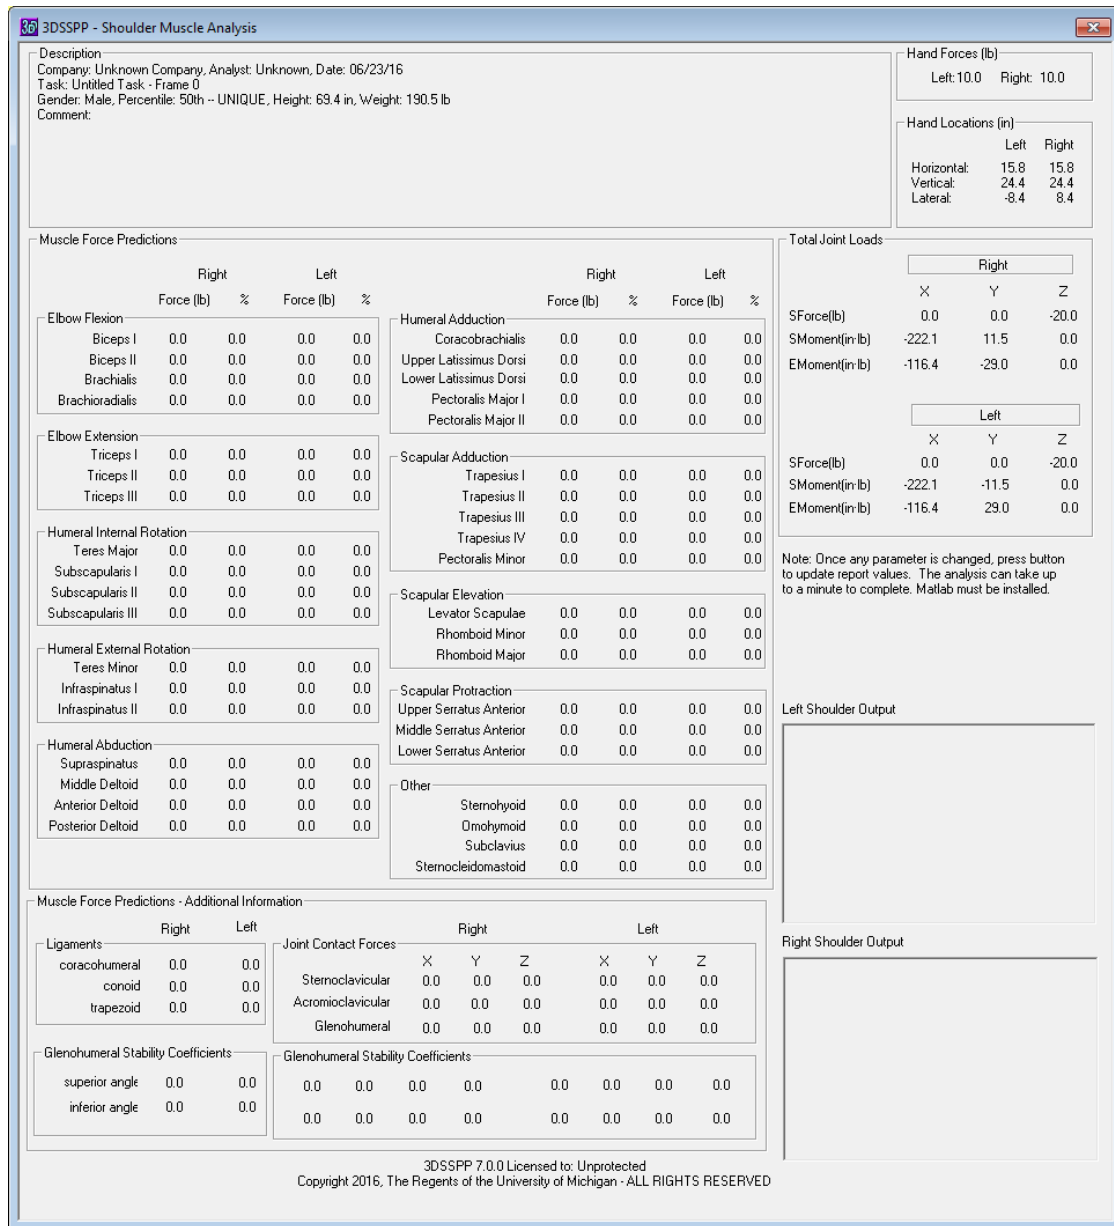 3DSSPP - Shoulder Muscle Analysis
Description
Company: Unknown Company, Analyst: Unknown, Date: 06/23/16
Task: Untitled Task - Frame 0
Gender: Male, Percentile: 50th -- UNIQUE, Height: 69.4 in, Weight: 190.5 lb
Comment:
Hand Forces (lb)
Left: 10.0 Right: 10.0
Hand Locations (in)
Left Right
Horizontal: 15.8 15.8
Vertical: 24.4 24.4
Lateral: -8.4 8.4
Muscle Force Predictions
Right Left
Force (lb) % Force (lb) %
Elbow Flexion
Biceps I 0.0 0.0 0.0 0.0
Biceps II 0.0 0.0 0.0 0.0
Brachialis 0.0 0.0 0.0 0.0
Brachioradialis 0.0 0.0 0.0 0.0
Elbow Extension
Triceps I 0.0 0.0 0.0 0.0
Triceps II 0.0 0.0 0.0 0.0
Triceps III 0.0 0.0 0.0 0.0
Humeral Internal Rotation
Teres Major 0.0 0.0 0.0 0.0
Subscapularis I 0.0 0.0 0.0 0.0
Subscapularis II 0.0 0.0 0.0 0.0
Subscapularis III 0.0 0.0 0.0 0.0
Humeral External Rotation
Teres Minor 0.0 0.0 0.0 0.0
Infraspinatus I 0.0 0.0 0.0 0.0
Infraspinatus II 0.0 0.0 0.0 0.0
Humeral Abduction
Supraspinatus 0.0 0.0 0.0 0.0
Middle Deltoid 0.0 0.0 0.0 0.0
Anterior Deltoid 0.0 0.0 0.0 0.0
Posterior Deltoid 0.0 0.0 0.0 0.0
Right Left
Force (lb) % Force (lb) %
Humeral Adduction
Coracobrachialis 0.0 0.0 0.0 0.0
Upper Latissimus Dorsi 0.0 0.0 0.0 0.0
Lower Latissimus Dorsi 0.0 0.0 0.0 0.0
Pectoralis Major I 0.0 0.0 0.0 0.0
Pectoralis Major II 0.0 0.0 0.0 0.0
Scapular Adduction
Trapesius I 0.0 0.0 0.0 0.0
Trapesius II 0.0 0.0 0.0 0.0
Trapesius III 0.0 0.0 0.0 0.0
Trapesius IV 0.0 0.0 0.0 0.0
Pectoralis Minor 0.0 0.0 0.0 0.0
Scapular Elevation
Levator Scapulae 0.0 0.0 0.0 0.0
Rhomboid Minor 0.0 0.0 0.0 0.0
Rhomboid Major 0.0 0.0 0.0 0.0
Scapular Protraction
Upper Serratus Anterior 0.0 0.0 0.0 0.0
Middle Serratus Anterior 0.0 0.0 0.0 0.0
Lower Serratus Anterior 0.0 0.0 0.0 0.0
Other
Sternohyoid 0.0 0.0 0.0 0.0
Omohymoid 0.0 0.0 0.0 0.0
Subclavius 0.0 0.0 0.0 0.0
Sternocleidomastoid 0.0 0.0 0.0 0.0
Total Joint Loads
Right
X Y Z
SForce(lb) 0.0 0.0 -20.0
SMoment(in·lb) -222.1 11.5 0.0
EMoment(in·lb) -116.4 -29.0 0.0
Left
X Y Z
SForce(lb) 0.0 0.0 -20.0
SMoment(in·lb) -222.1 -11.5 0.0
EMoment(in·lb) -116.4 29.0 0.0
Note: Once any parameter is changed, press button
to update report values. The analysis can take up
to a minute to complete. Matlab must be installed.
Left Shoulder Output
Right Shoulder Output
Muscle Force Predictions - Additional Information
Right Left
Ligaments
coracohumeral 0.0 0.0
conoid 0.0 0.0
trapezoid 0.0 0.0
Right Left
Joint Contact Forces
X Y Z X Y Z
Sternoclavicular 0.0 0.0 0.0 0.0 0.0 0.0
Acromioclavicular 0.0 0.0 0.0 0.0 0.0 0.0
Glenohumeral 0.0 0.0 0.0 0.0 0.0 0.0
Glenohumeral Stability Coefficients
superior angle 0.0 0.0
inferior angle 0.0 0.0
Glenohumeral Stability Coefficients
0.0 0.0 0.0 0.0 0.0 0.0 0.0 0.0
0.0 0.0 0.0 0.0 0.0 0.0 0.0 0.0
3DSSPP 7.0.0 Licensed to: Unprotected
Copyright 2016, The Regents of the University of Michigan - ALL RIGHTS RESERVED